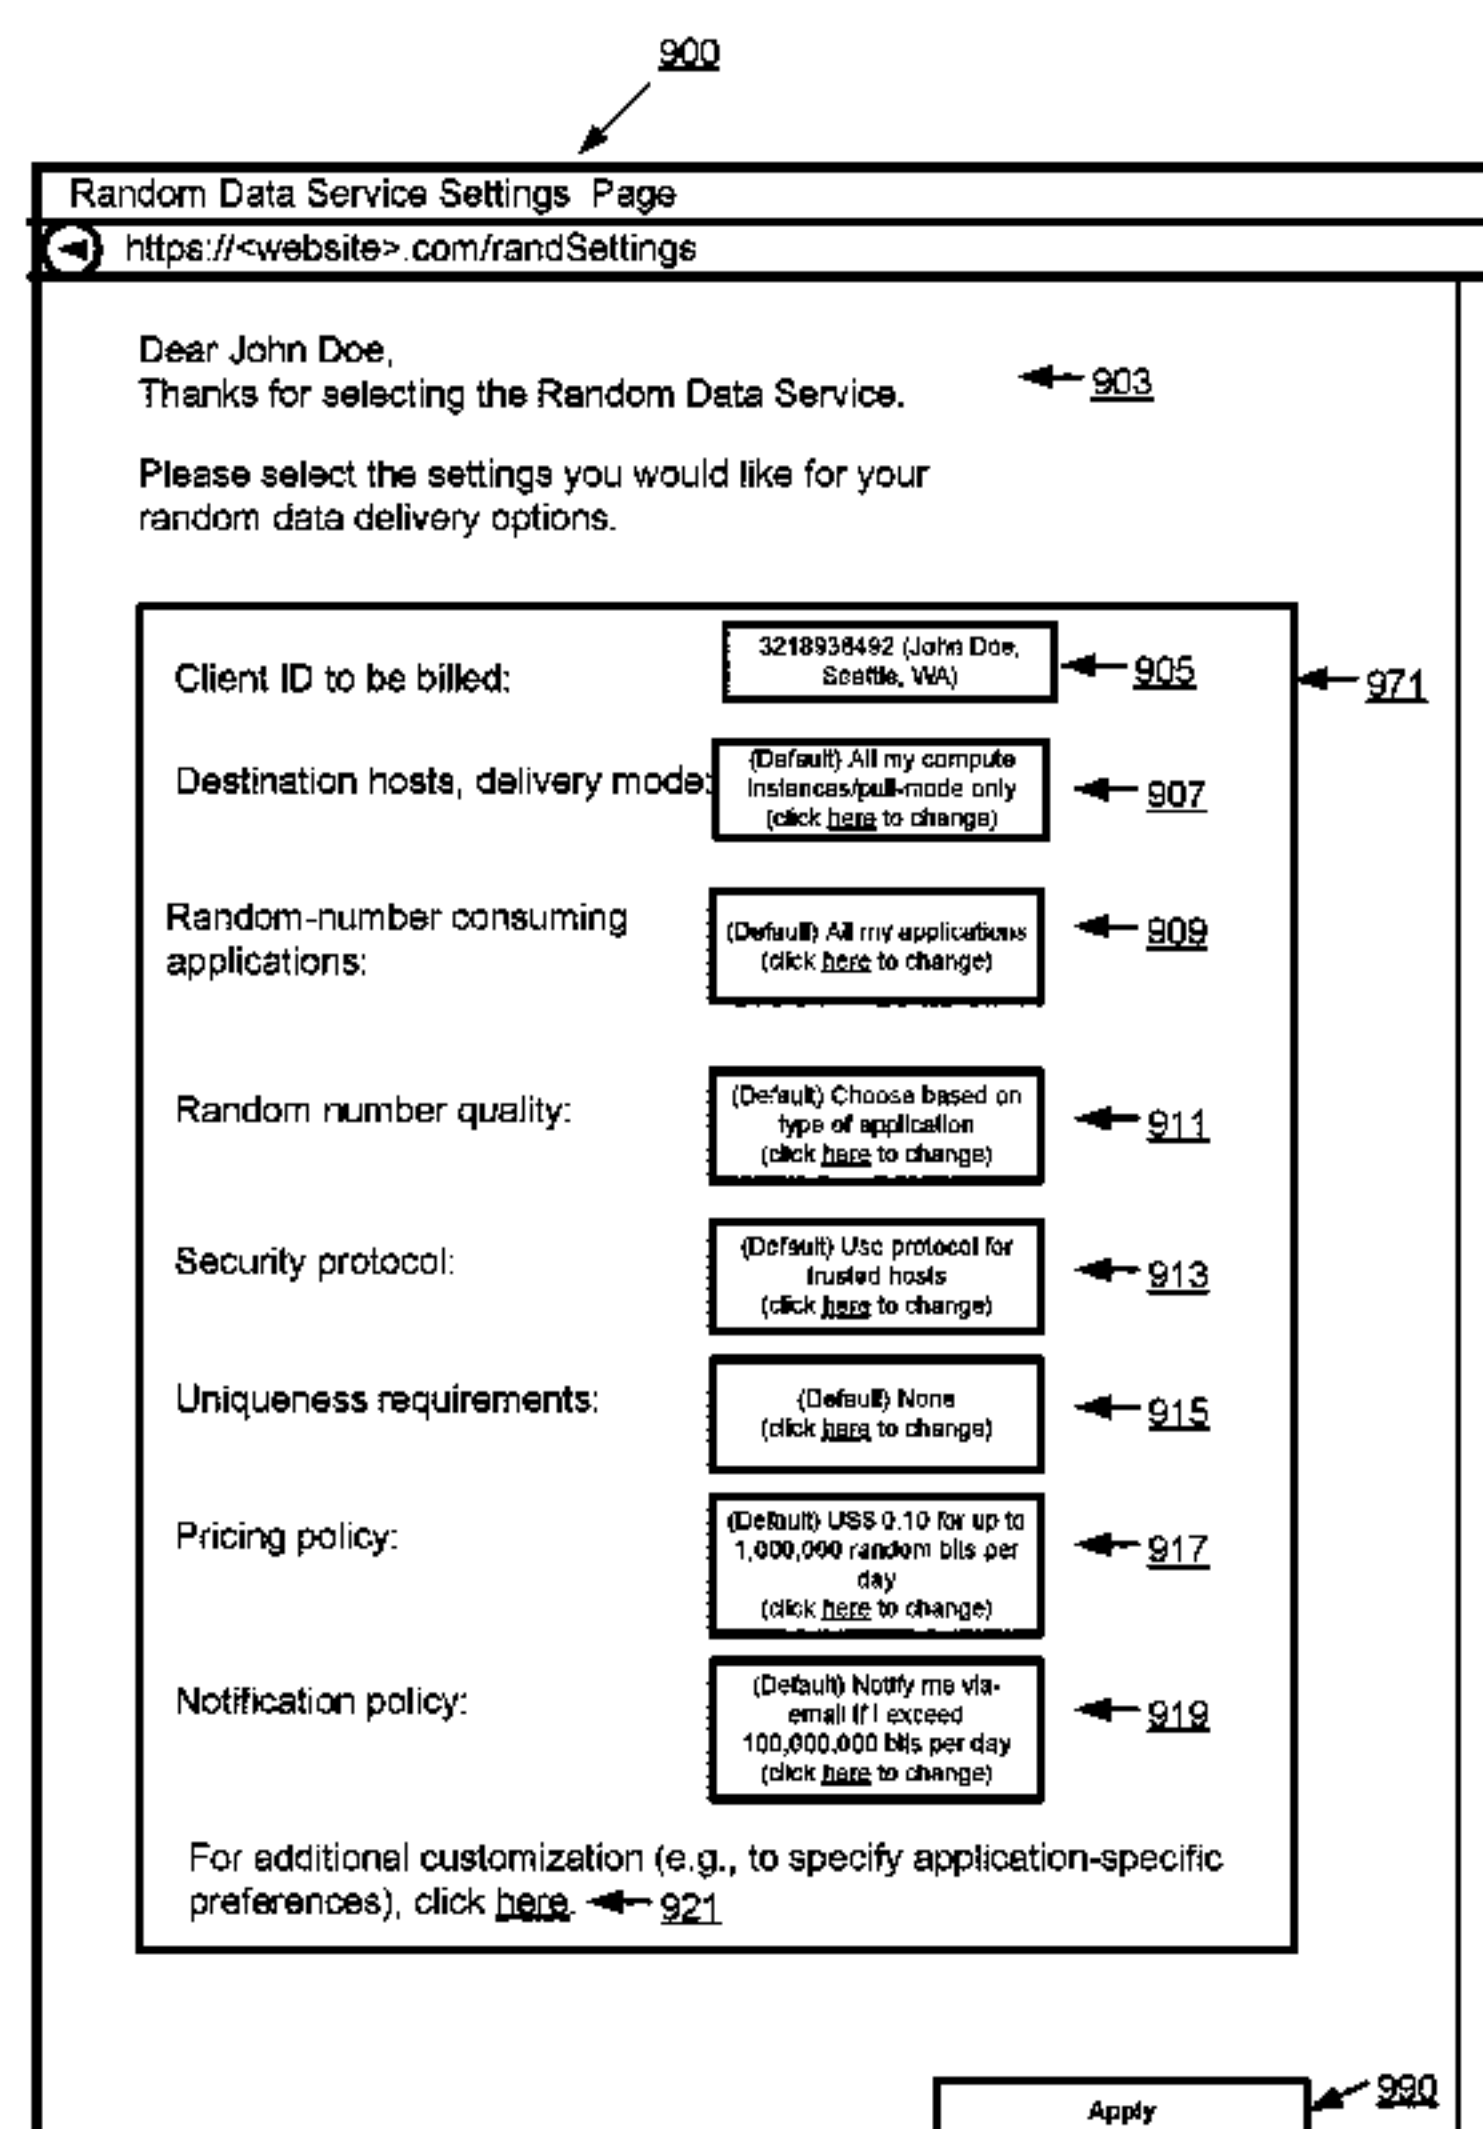 900
Random Data Service Settings Page
https://<website>.com/randSettings
Dear John Doe,
Thanks for selecting the Random Data Service.
903
Please select the settings you would like for your
random data delivery options.
971
Client ID to be billed:
3218936492 (John Doe,
Seattle, WA)
905
Destination hosts, delivery mode:
(Default) All my compute
instances/pull-mode only
(click here to change)
907
Random-number consuming
applications:
(Default) All my applications
(click here to change)
909
Random number quality:
(Default) Choose based on
type of application
(click here to change)
911
Security protocol:
(Default) Use protocol for
trusted hosts
(click here to change)
913
Uniqueness requirements:
(Default) None
(click here to change)
915
Pricing policy:
(Default) US$ 0.10 for up to
1,000,000 random bits per
day
(click here to change)
917
Notification policy:
(Default) Notify me via-
email if I exceed
100,000,000 bits per day
(click here to change)
919
For additional customization (e.g., to specify application-specific
preferences), click here.
921
Apply
990